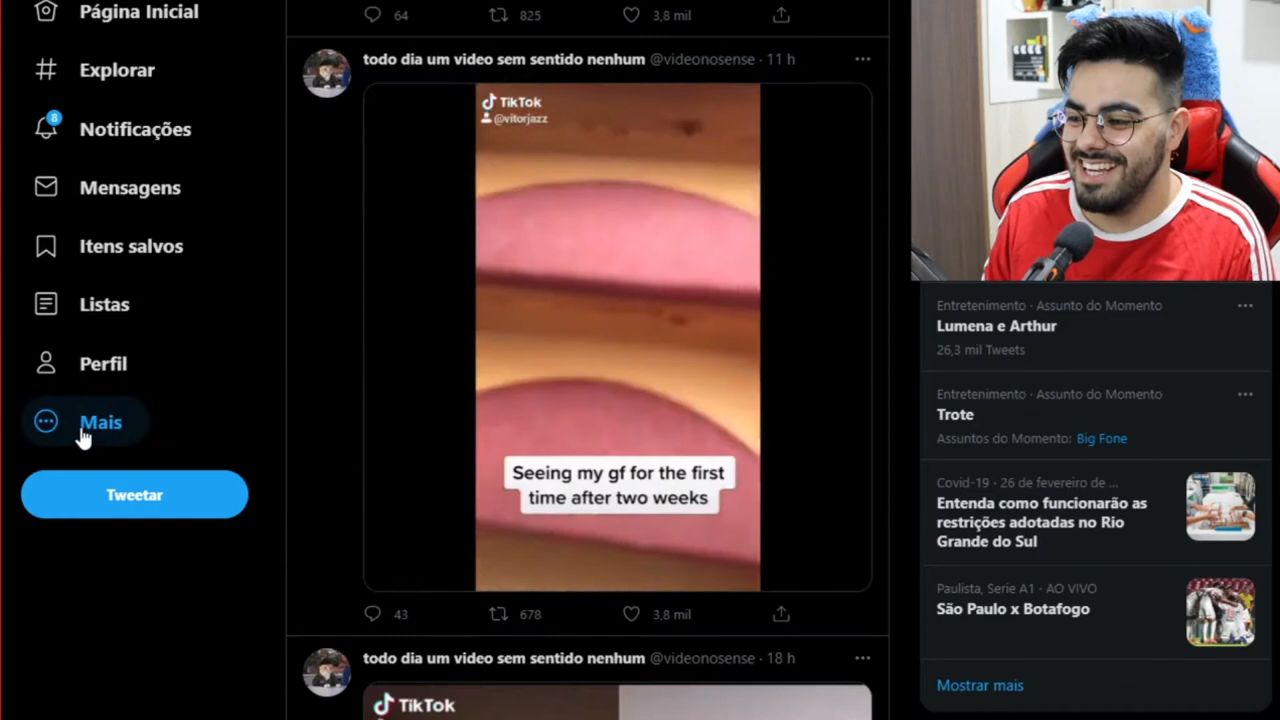 Página Inicial
Explorar
8
Notificações
Mensagens
Itens salvos
Listas
Perfil
Mais
Tweetar
64
825
3,8 mil
todo dia um video sem sentido nenhum @videonosense · 11 h
TikTok
@vitorjazz
Seeing my gf for the first
time after two weeks
43
678
3,8 mil
todo dia um video sem sentido nenhum @videonosense · 18 h
TikTok
Entretenimento · Assunto do Momento
Lumena e Arthur
26,3 mil Tweets
Entretenimento · Assunto do Momento
Trote
Assuntos do Momento: Big Fone
Covid-19 · 26 de fevereiro de ...
Entenda como funcionarão as
restrições adotadas no Rio
Grande do Sul
Paulista, Serie A1 · AO VIVO
São Paulo x Botafogo
Mostrar mais